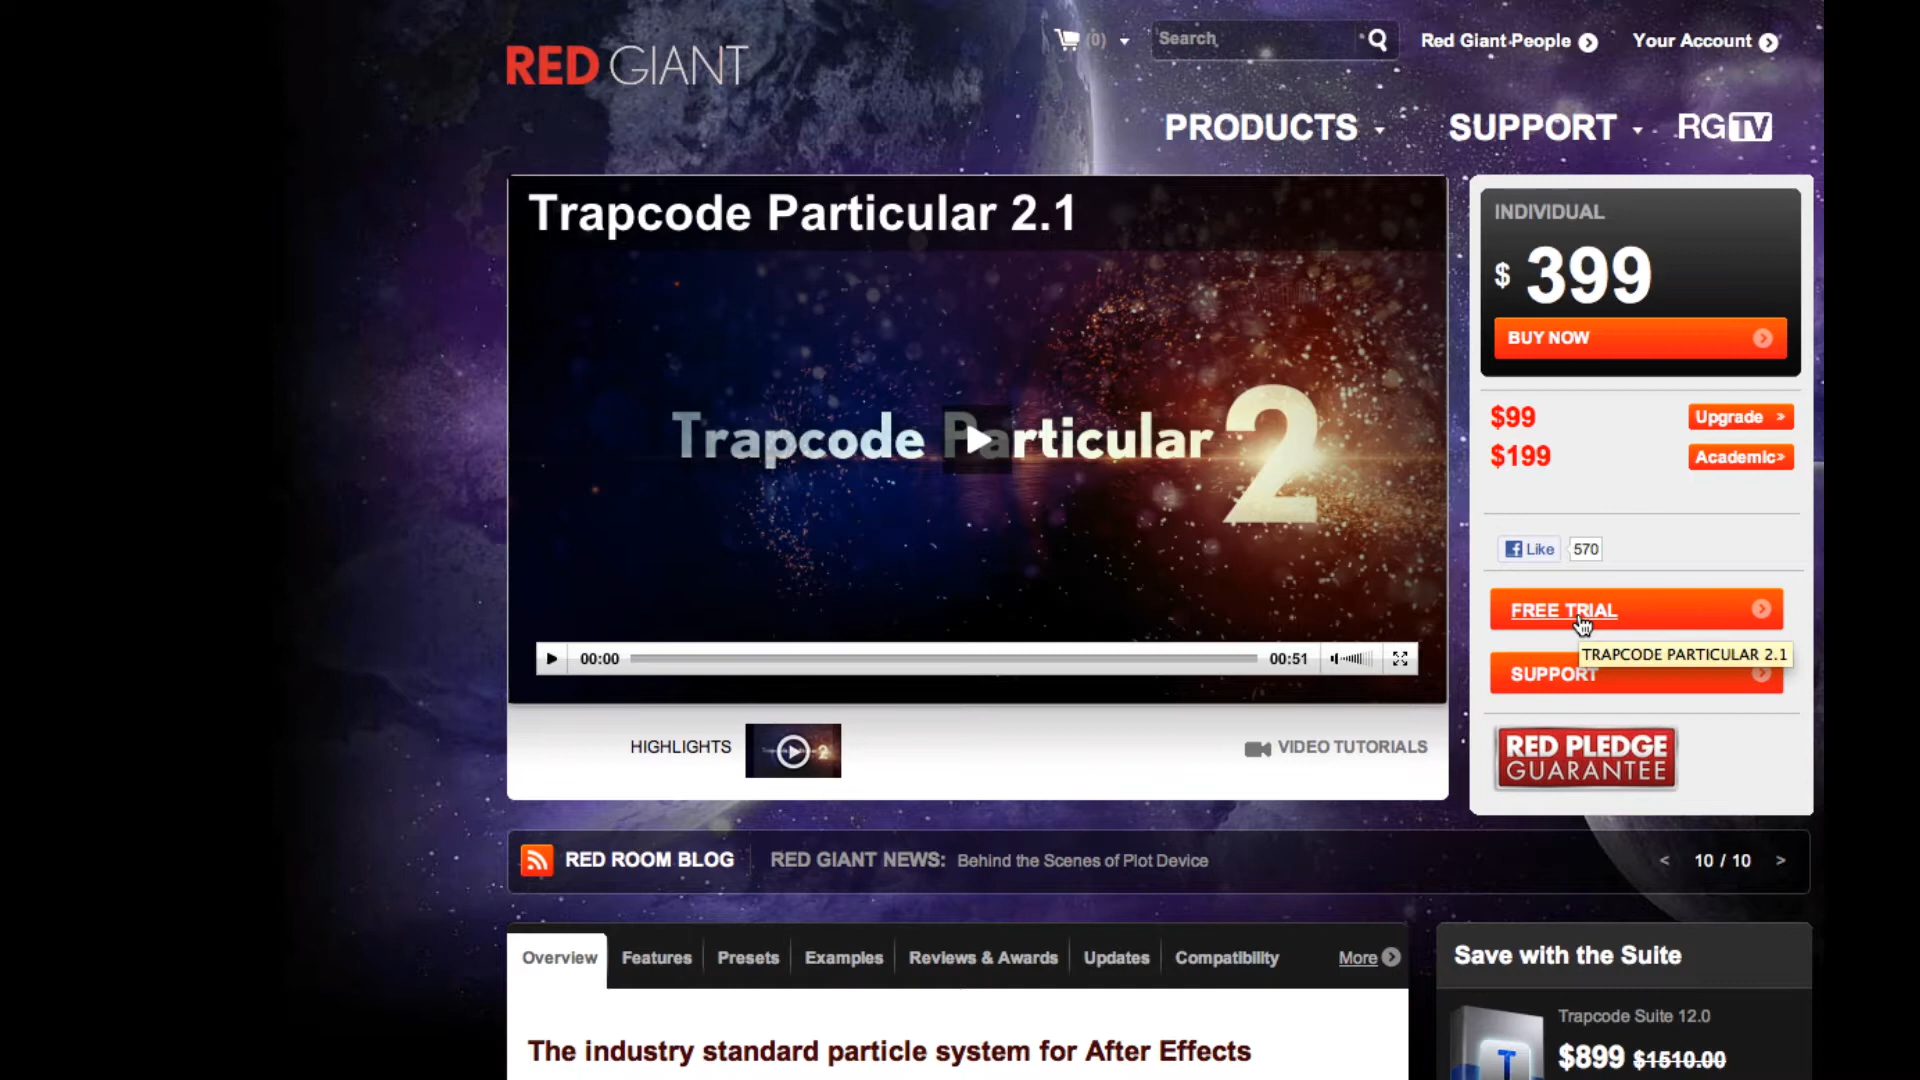 RED GIANT
(0)
Search
Red Giant People
Your Account
PRODUCTS
SUPPORT
RGTV
Trapcode Particular 2.1
Trapcode Particular 2
00:00
00:51
HIGHLIGHTS
VIDEO TUTORIALS
INDIVIDUAL
$ 399
BUY NOW
$99 Upgrade »
$199 Academic»
Like 570
FREE TRIAL
TRAPCODE PARTICULAR 2.1
SUPPORT
RED PLEDGE
GUARANTEE
RED ROOM BLOG
RED GIANT NEWS: Behind the Scenes of Plot Device
< 10 / 10 >
Overview Features Presets Examples Reviews & Awards Updates Compatibility More
The industry standard particle system for After Effects
Save with the Suite
Trapcode Suite 12.0
$899 $1510.00